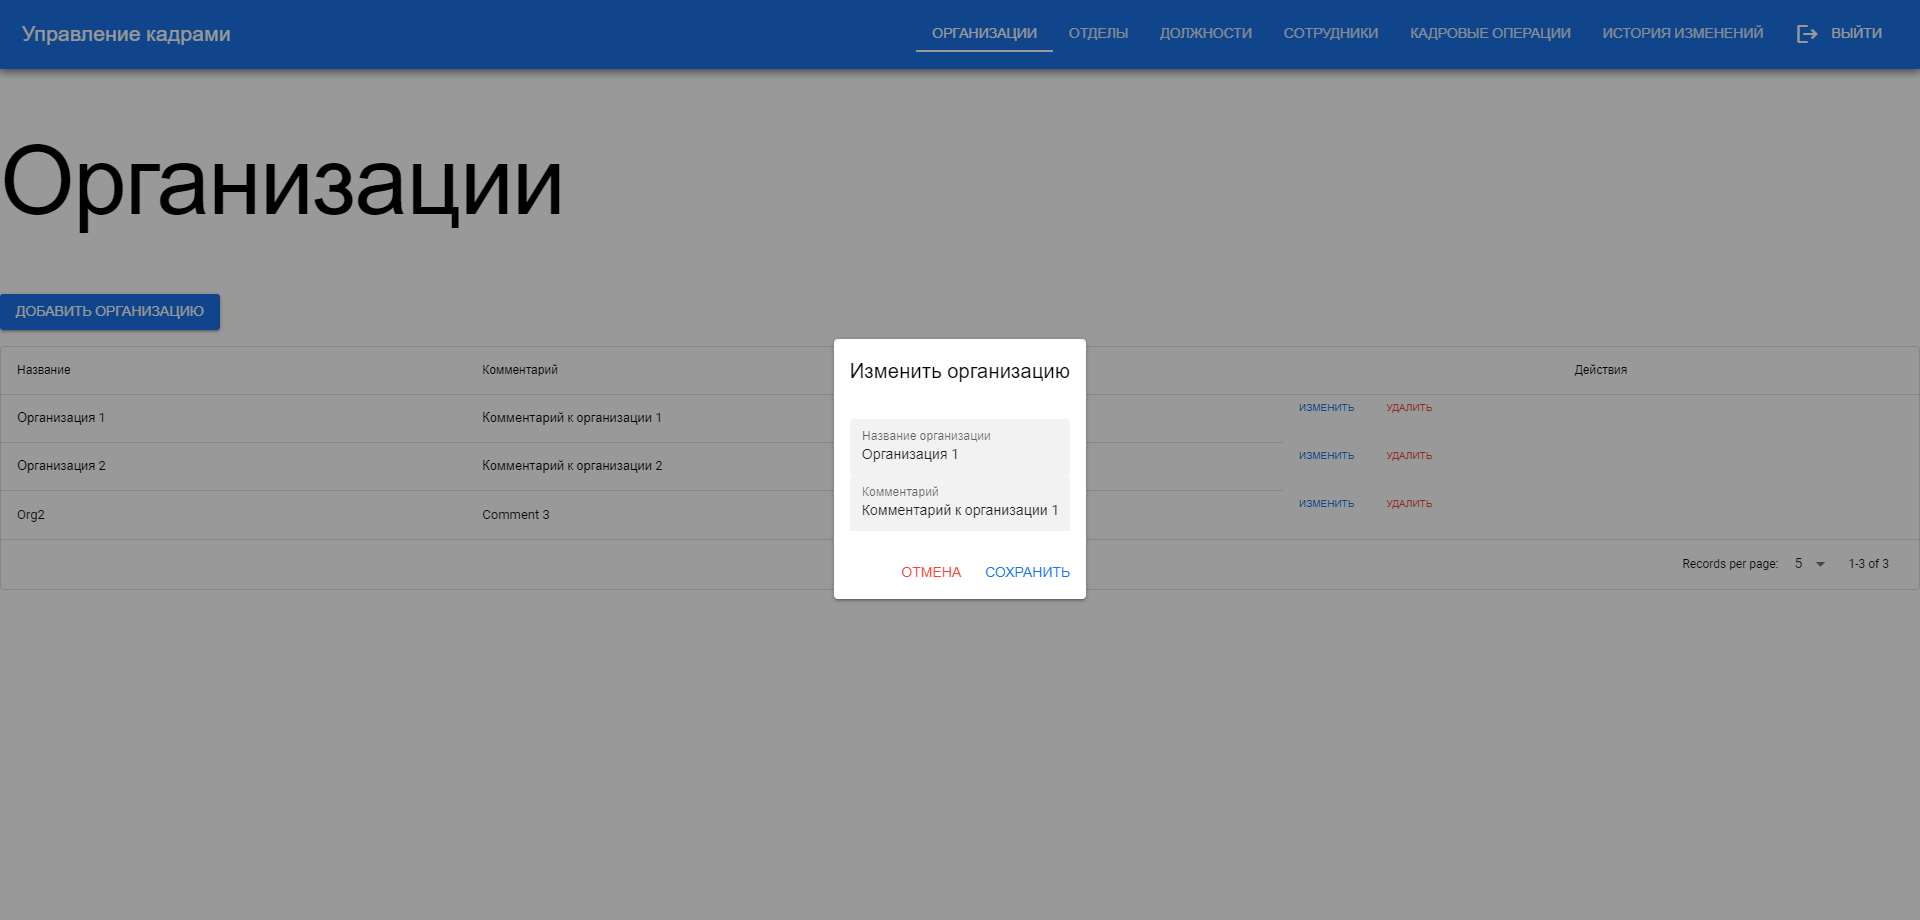 Управление кадрами
ОРГАНИЗАЦИИ ОТДЕЛЫ ДОЛЖНОСТИ СОТРУДНИКИ КАДРОВЫЕ ОПЕРАЦИИ ИСТОРИЯ ИЗМЕНЕНИЙ ВЫЙТИ
Организации
ДОБАВИТЬ ОРГАНИЗАЦИЮ
Название Комментарий Действия
Организация 1 Комментарий к организации 1 ИЗМЕНИТЬ УДАЛИТЬ
Организация 2 Комментарий к организации 2 ИЗМЕНИТЬ УДАЛИТЬ
Org2 Comment 3 ИЗМЕНИТЬ УДАЛИТЬ
Records per page: 5 1-3 of 3
Изменить организацию
Название организации
Организация 1
Комментарий
Комментарий к организации 1
ОТМЕНА СОХРАНИТЬ